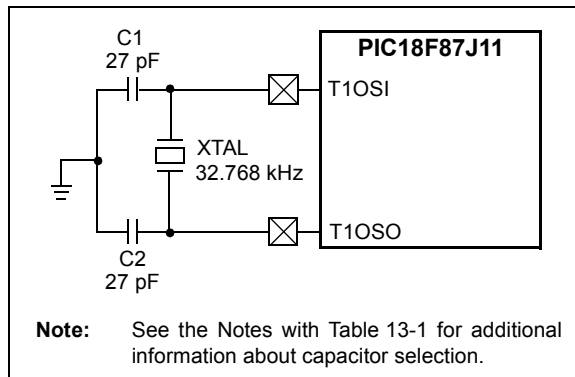 C1
27 pF
PIC18F87J11
T1OSI
XTAL
32.768 kHz
T1OSO
C2
27 pF
Note: See the Notes with Table 13-1 for additional
information about capacitor selection.